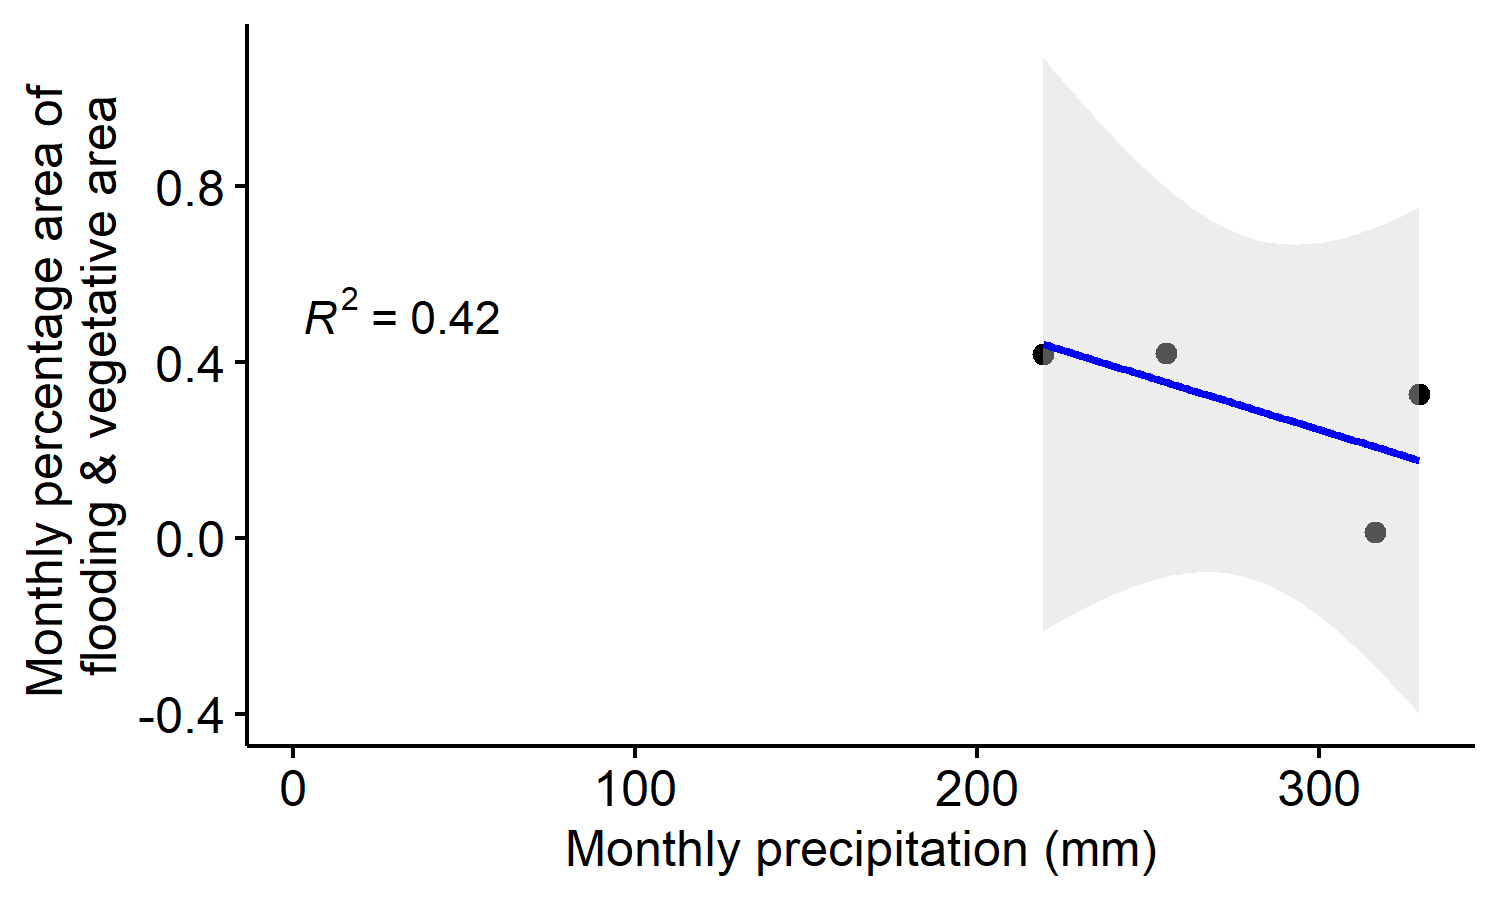 Monthly percentage area of
flooding & vegetative area
0.8
0.4
0.0
-0.4
R² = 0.42
0 100 200 300
Monthly precipitation (mm)